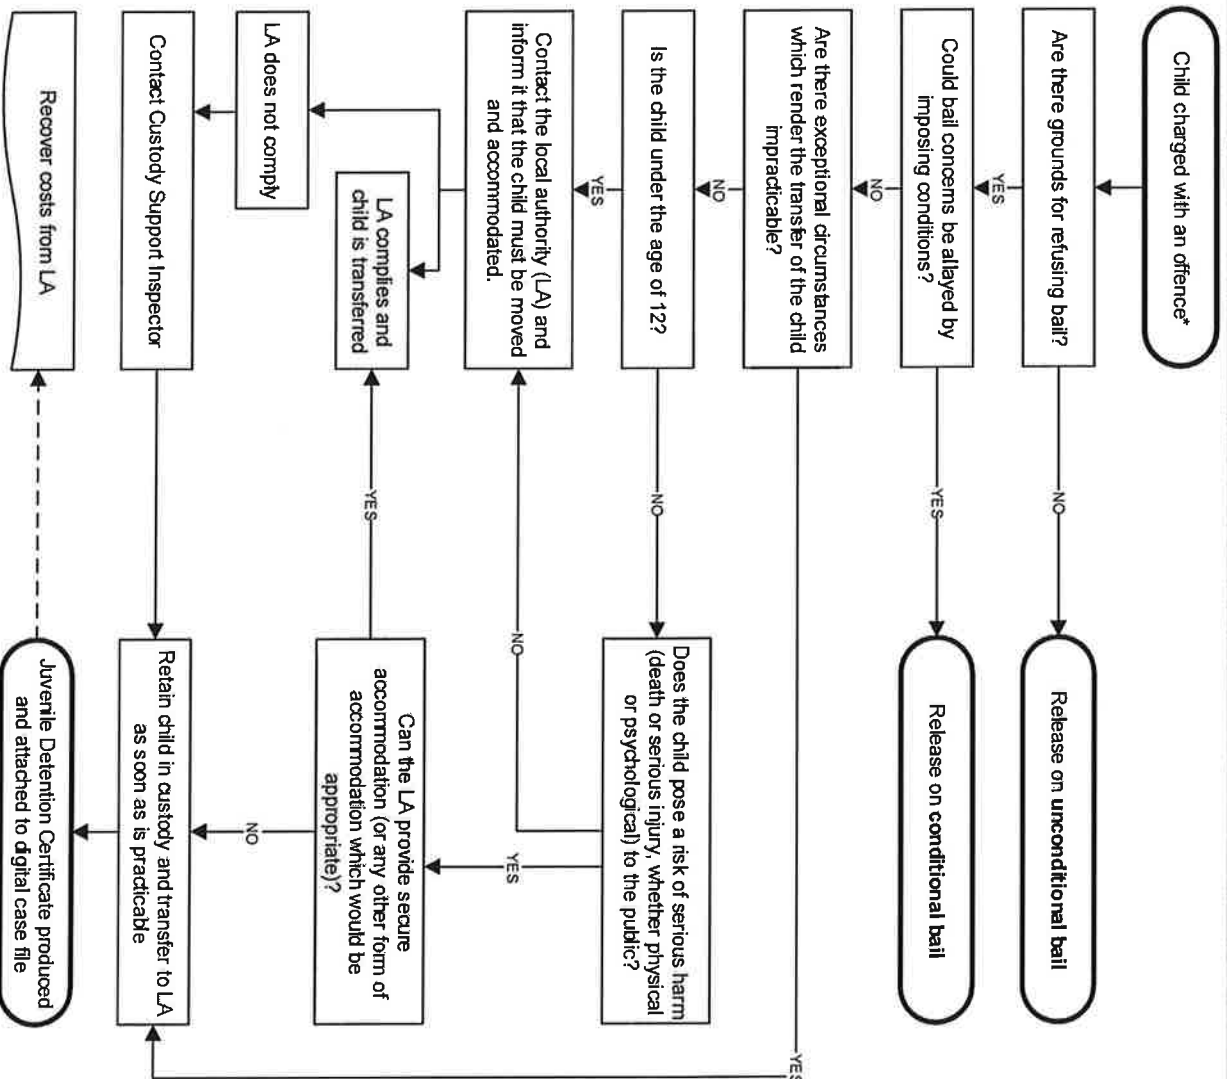 Child charged with an offence*
Are there grounds for refusing bail?
NO
Release on unconditional bail
YES
Could bail concerns be allayed by
imposing conditions?
YES
Release on conditional bail
NO
Are there exceptional circumstances
which render the transfer of the child
impracticable?
YES
NO
Is the child under the age of 12?
NO
Does the child pose a risk of serious harm
(death or serious injury, whether physical
or psychological) to the public?
YES
Contact the local authority (LA) and
inform it that the child must be moved
and accommodated.
NO
YES
LA complies and
child is transferred
YES
Can the LA provide secure
accommodation (or any other form of
accommodation which would be
appropriate)?
LA does not comply
NO
Contact Custody Support Inspector
Retain child in custody and transfer to LA
as soon as is practicable
Recover costs from LA
Juvenile Detention Certificate produced
and attached to digital case file